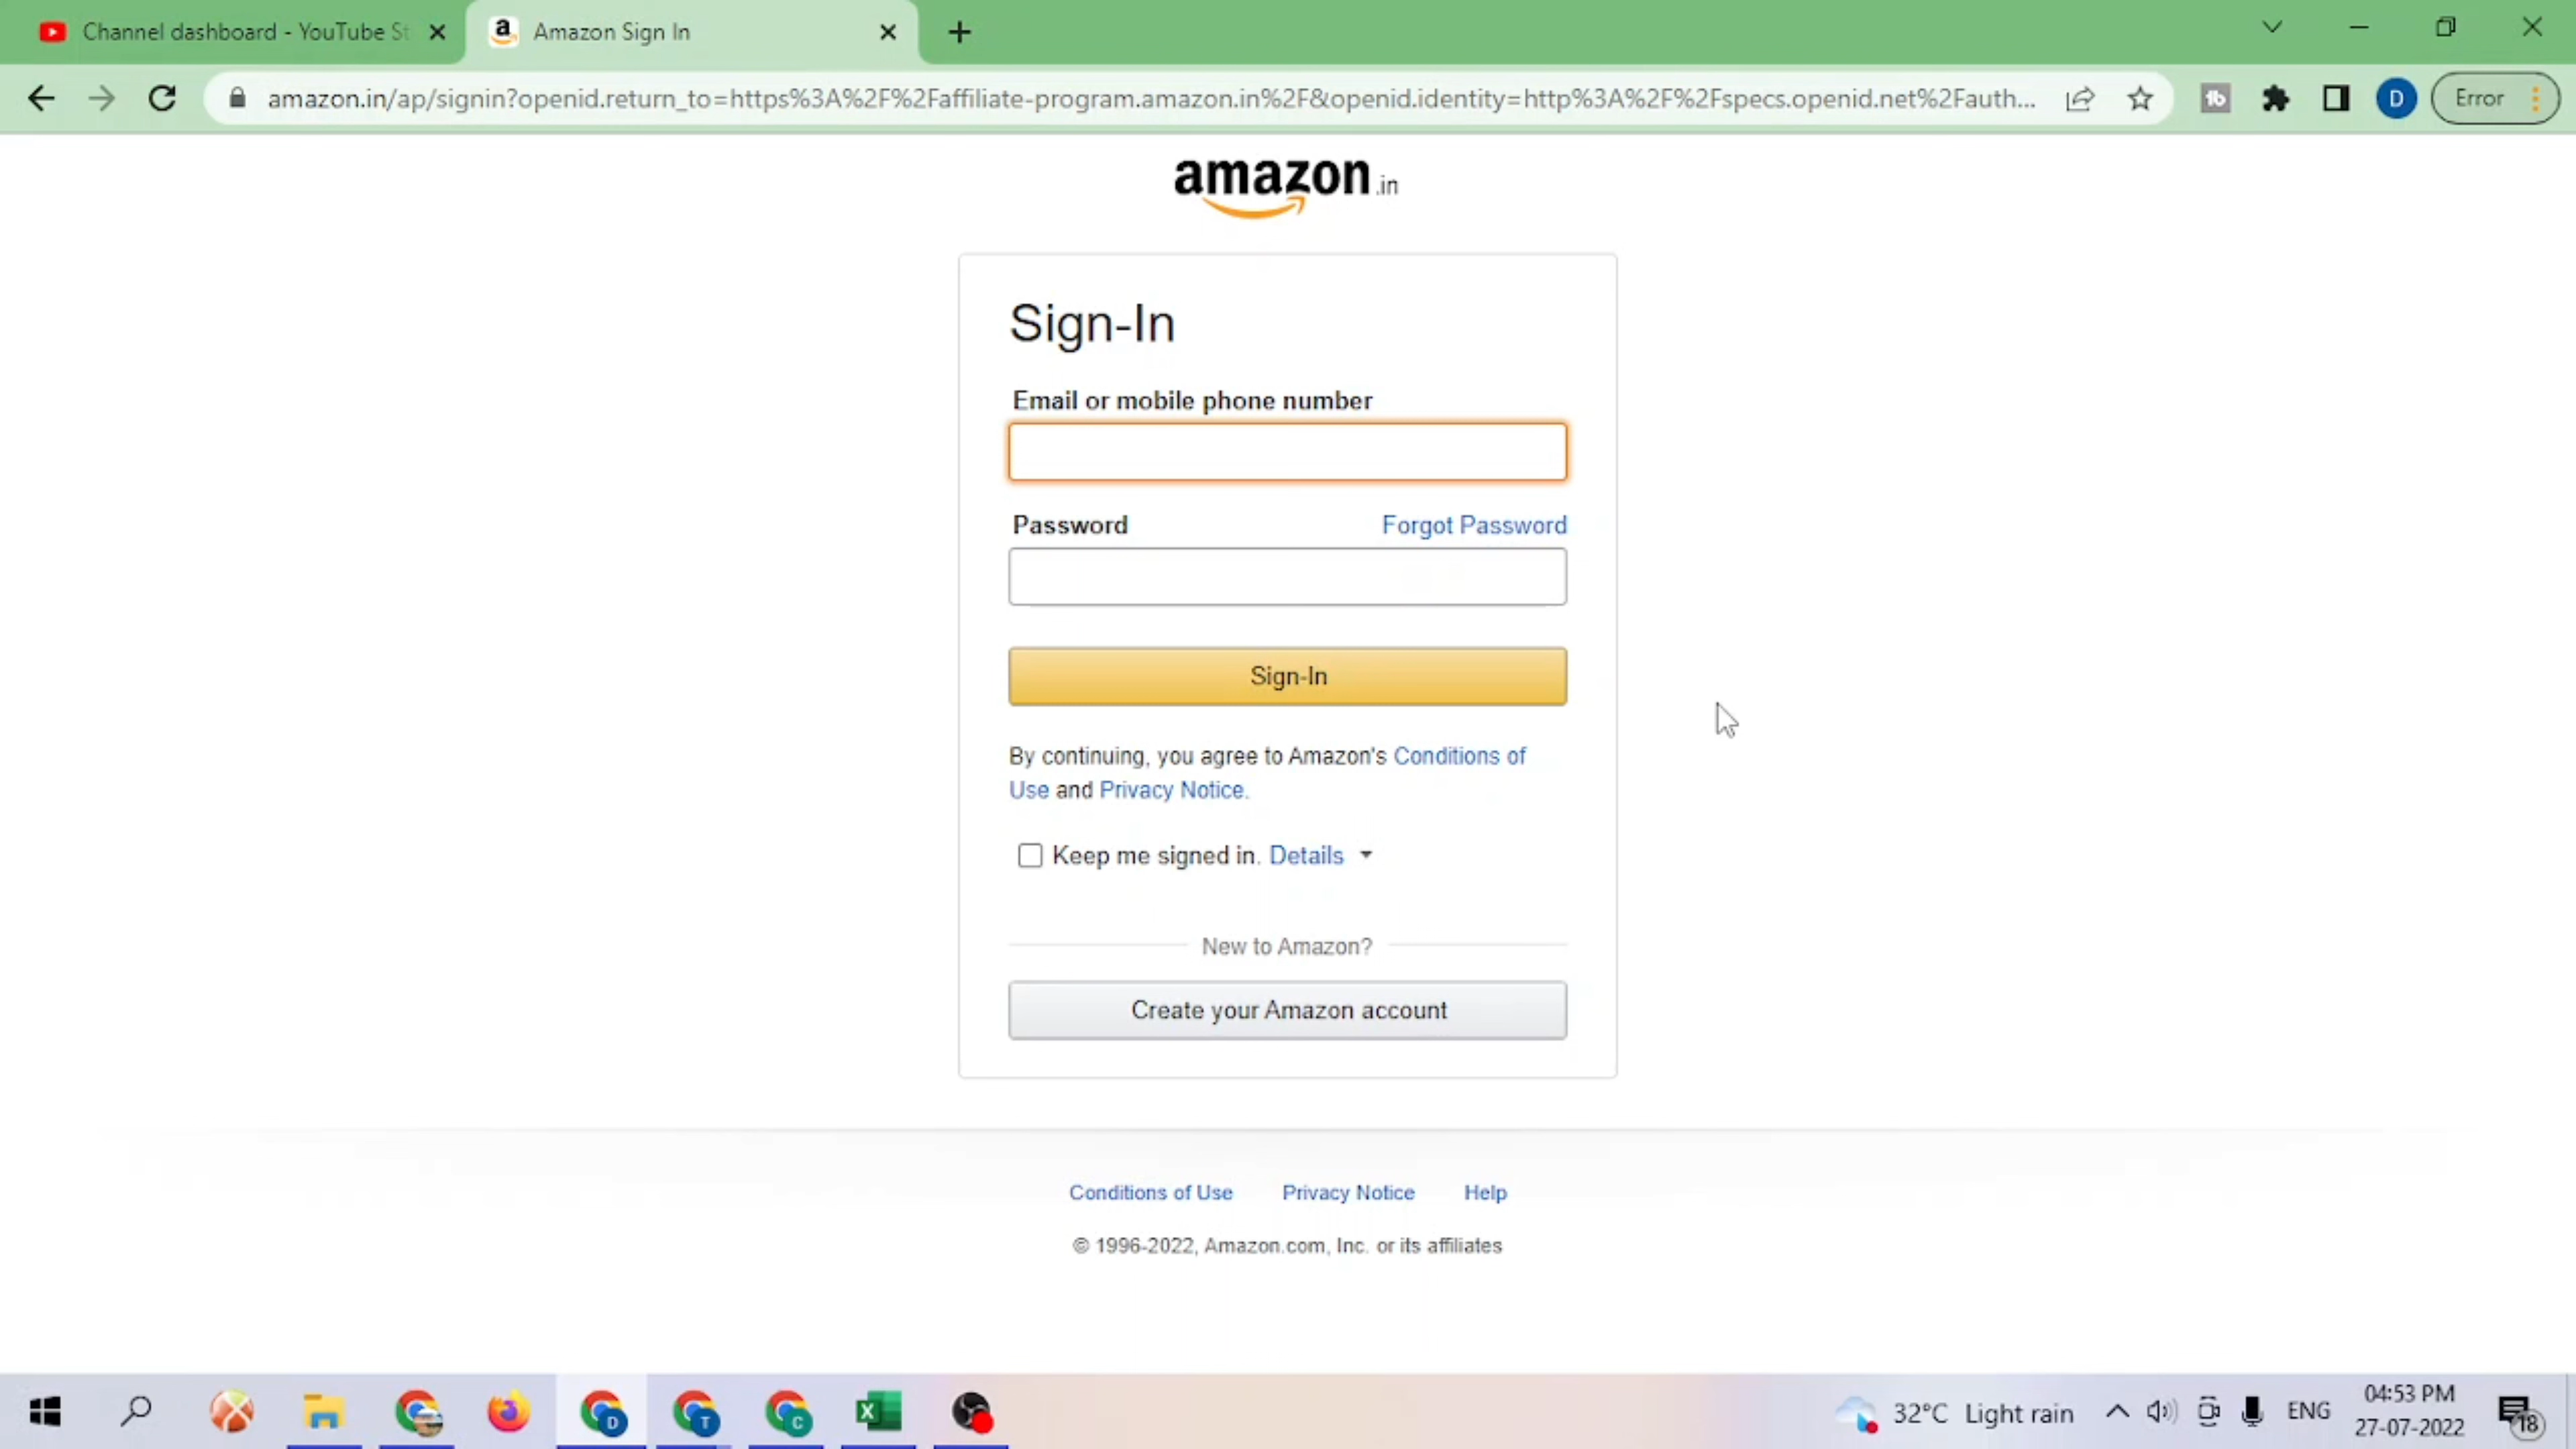 Channel dashboard - YouTube St
Amazon Sign In
amazon.in/ap/signin?openid.return_to=https%3A%2F%2Faffiliate-program.amazon.in%2F&openid.identity=http%3A%2F%2Fspecs.openid.net%2Fauth...
D
Error
amazon.in
Sign-In
Email or mobile phone number
Password
Forgot Password
Sign-In
By continuing, you agree to Amazon's Conditions of
Use and Privacy Notice.
Keep me signed in. Details
New to Amazon?
Create your Amazon account
Conditions of Use Privacy Notice Help
© 1996-2022, Amazon.com, Inc. or its affiliates
D
T
C
X
32°C Light rain
ENG
04:53 PM
27-07-2022
18